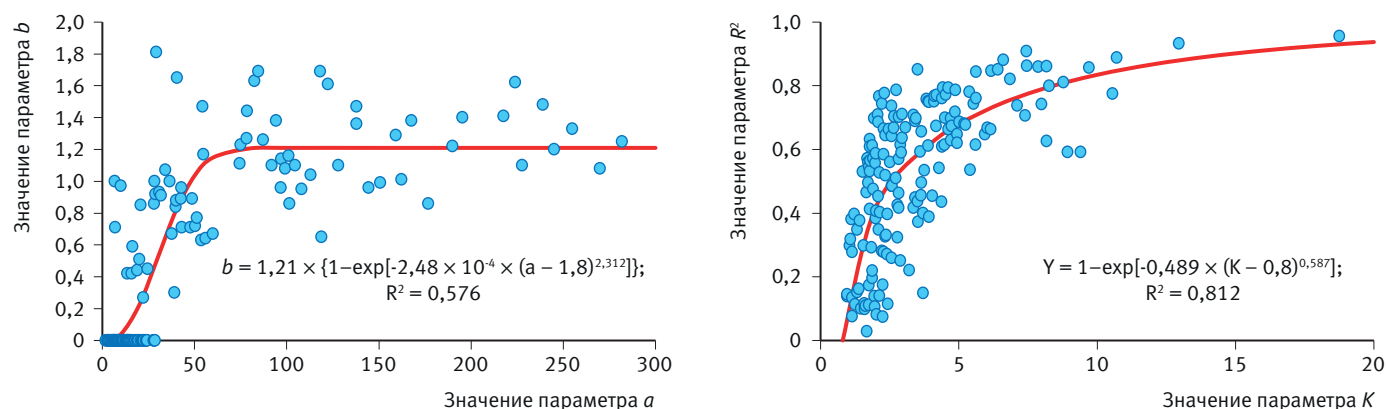 Значение параметра b
2,0
1,8
1,6
1,4
1,2
1,0
0,8
0,6
0,4
0,2
0
b = 1,21 × {1–exp[-2,48 × 10⁻⁴ × (a – 1,8)²,³¹²]};
R² = 0,576
0 50 100 150 200 250 300
Значение параметра a
Значение параметра R²
1,0
0,8
0,6
0,4
0,2
0
Y = 1–exp[-0,489 × (K – 0,8)⁰,⁵⁸⁷];
R² = 0,812
0 5 10 15 20
Значение параметра K